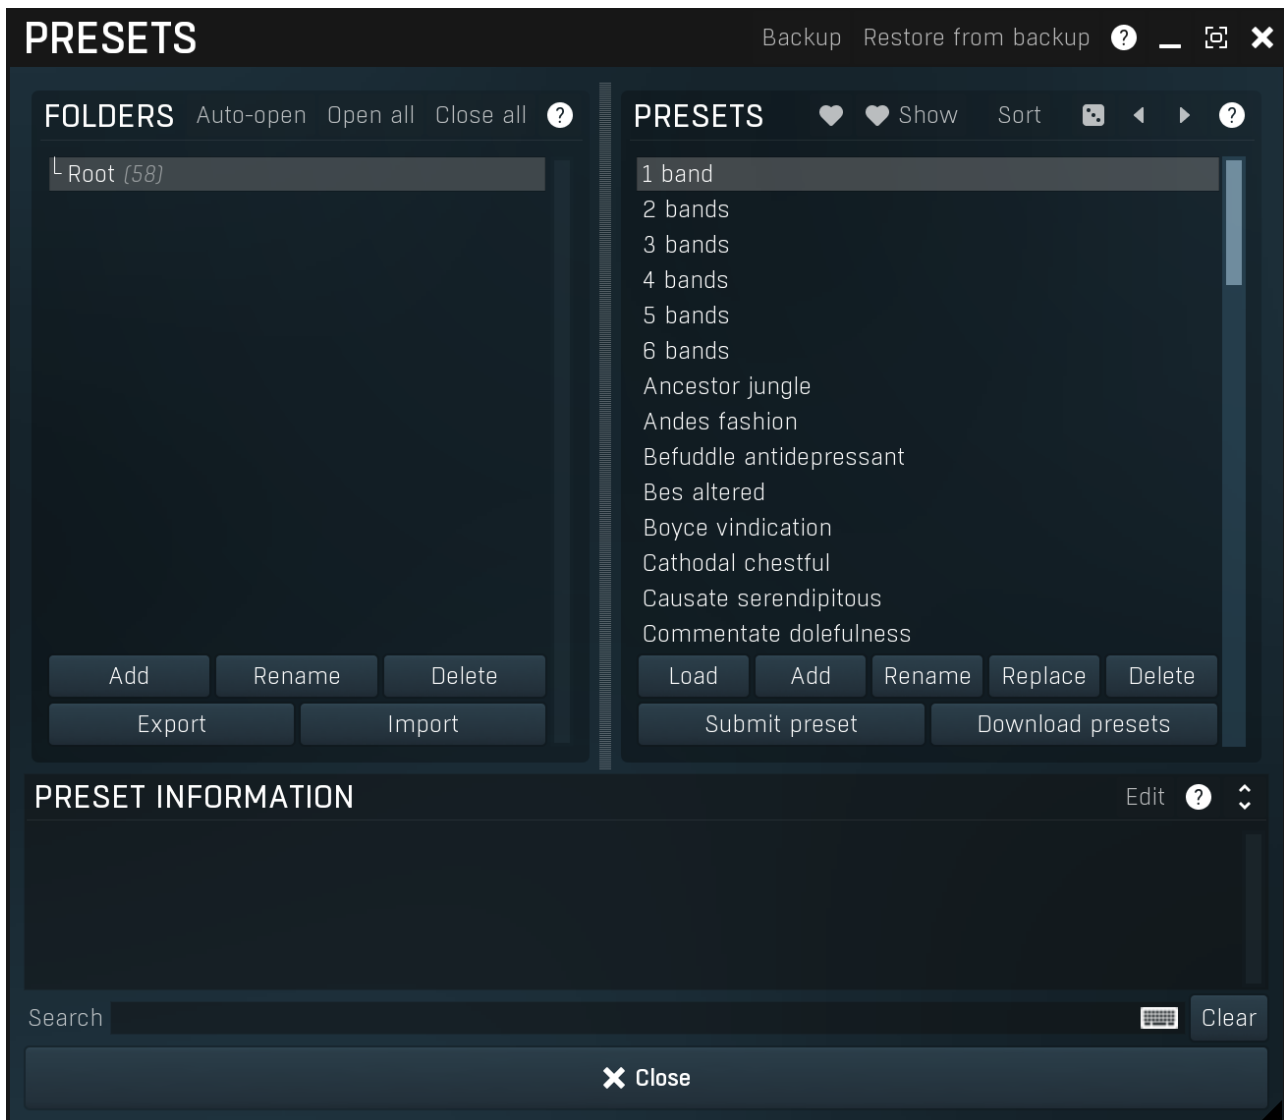 PRESETS Backup Restore from backup ?
FOLDERS Auto-open Open all Close all ?
Root (58)
Add Rename Delete
Export Import
PRESETS Show Sort ?
1 band
2 bands
3 bands
4 bands
5 bands
6 bands
Ancestor jungle
Andes fashion
Befuddle antidepressant
Bes altered
Boyce vindication
Cathodal chestful
Causate serendipitous
Commentate dolefulness
Load Add Rename Replace Delete
Submit preset Download presets
PRESET INFORMATION Edit ?
Search Clear
Close